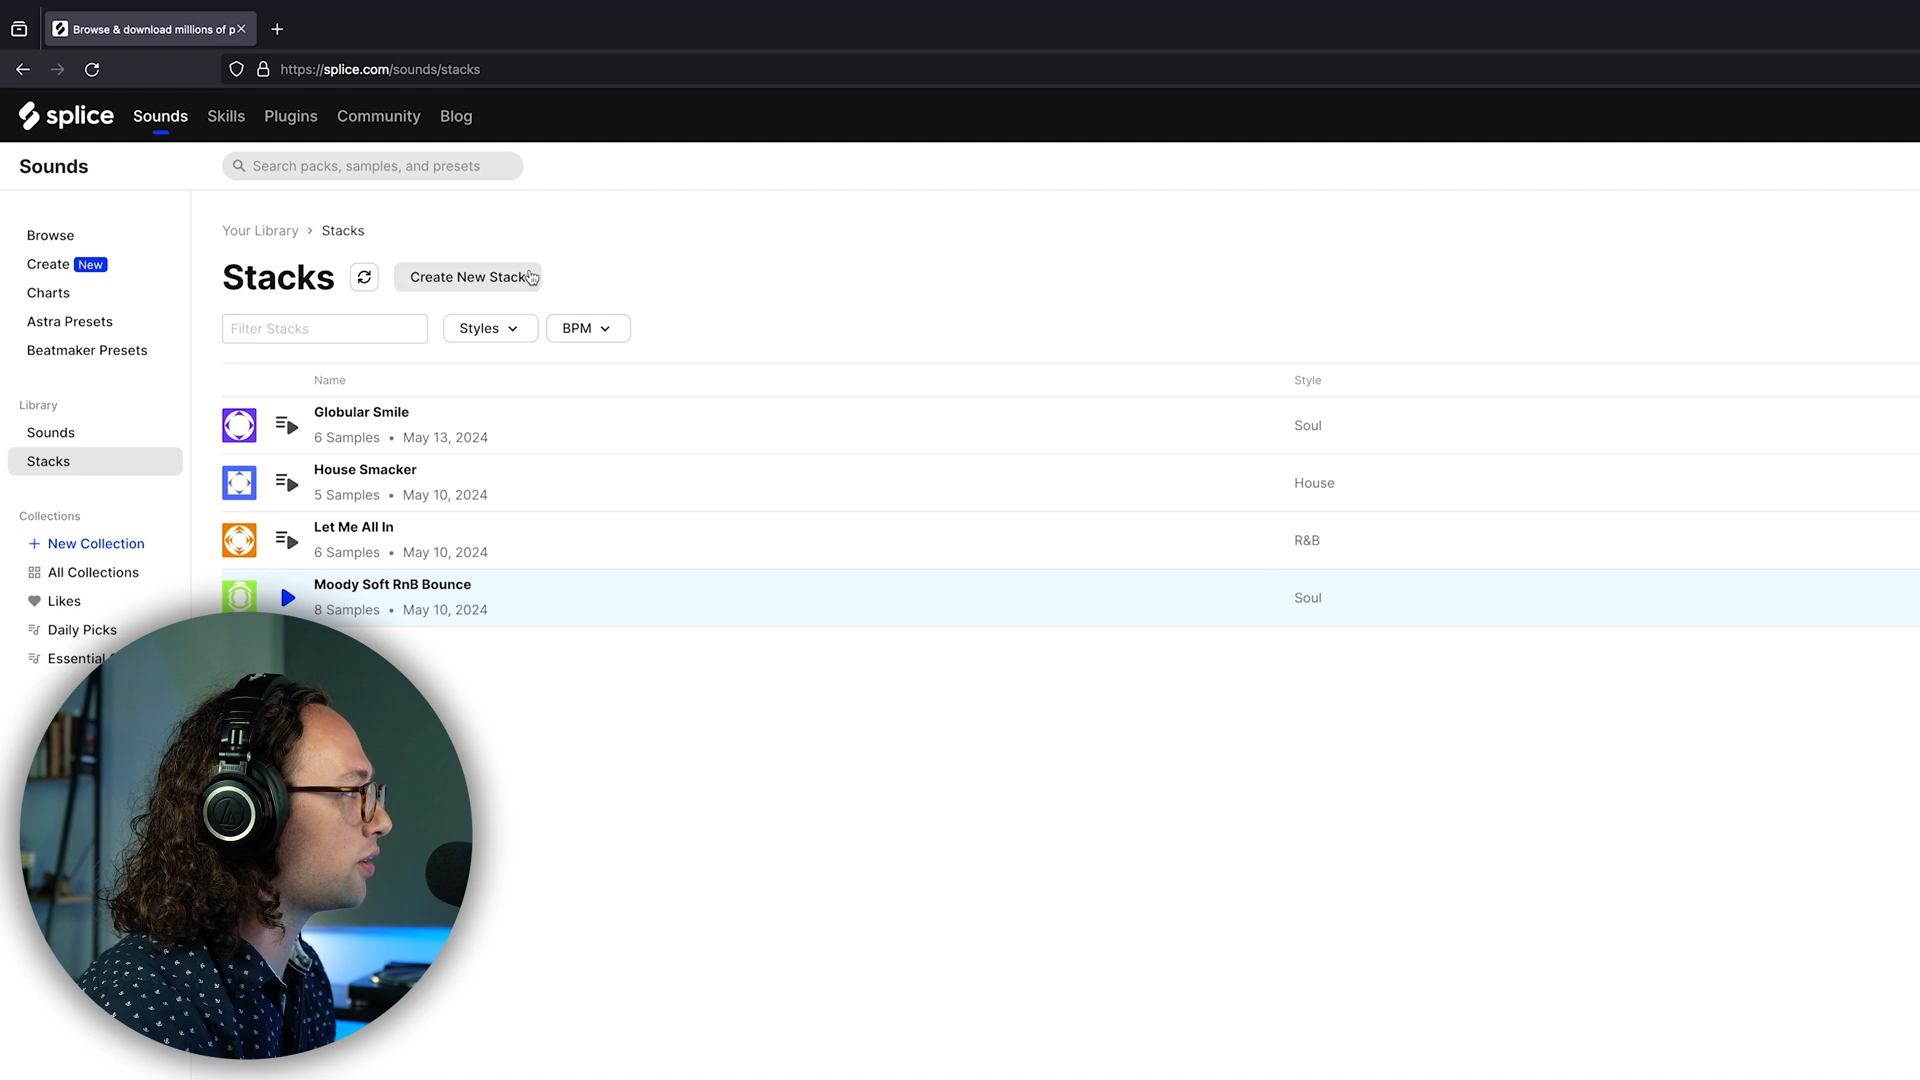 Browse & download millions of p
https://splice.com/sounds/stacks
splice Sounds Skills Plugins Community Blog
Sounds
Search packs, samples, and presets
Browse
Create New
Charts
Astra Presets
Beatmaker Presets
Library
Sounds
Stacks
Collections
New Collection
All Collections
Likes
Daily Picks
Essential
Your Library > Stacks
Stacks Create New Stack
Filter Stacks Styles BPM
Name Style
Globular Smile
6 Samples • May 13, 2024
Soul
House Smacker
5 Samples • May 10, 2024
House
Let Me All In
6 Samples • May 10, 2024
R&B
Moody Soft RnB Bounce
8 Samples • May 10, 2024
Soul